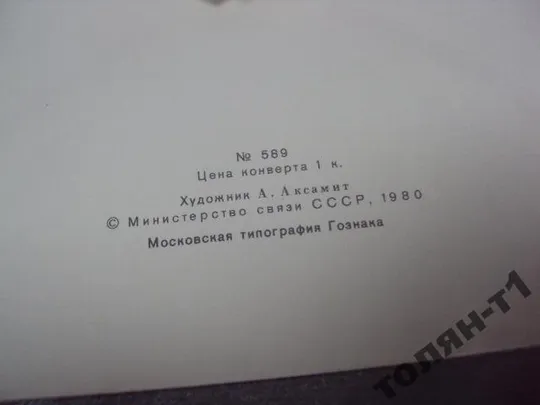 № 589
Цена конверта 1 к.
Художник А. Аксамит
© Министерство связи СССР, 1980
Московская типография Гознака
толян-т1